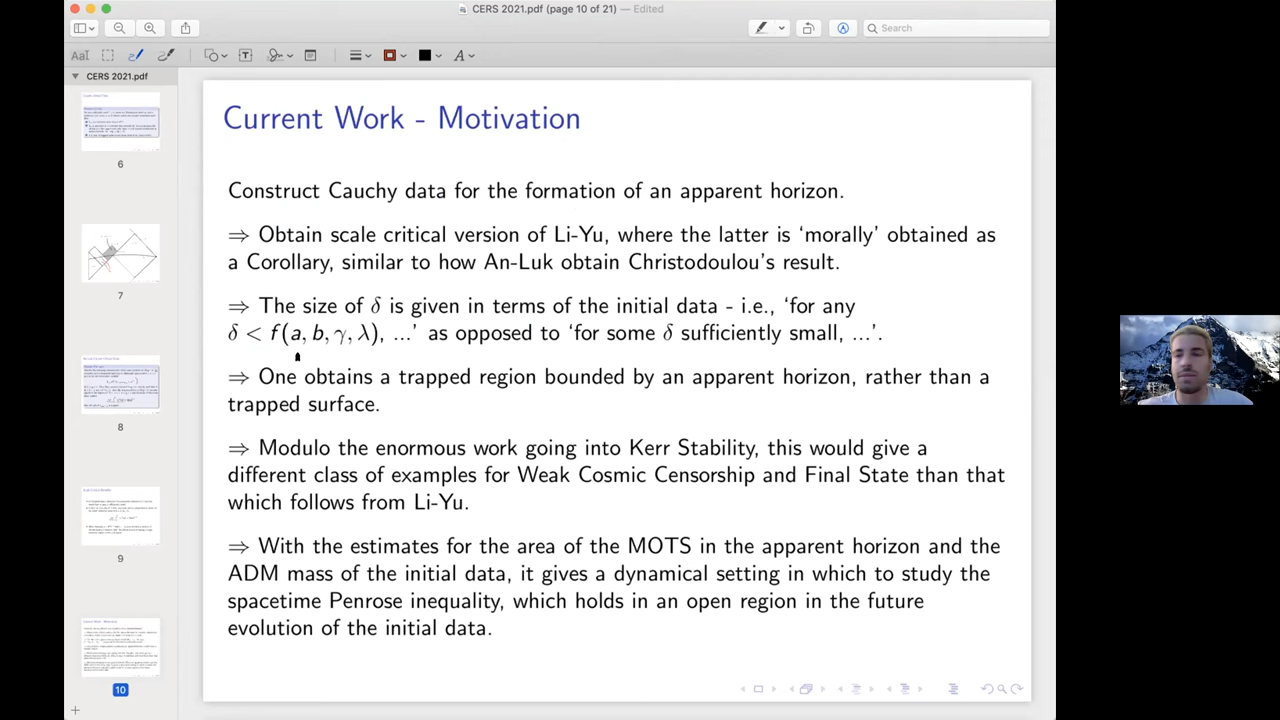 CERS 2021.pdf (page 10 of 21) — Edited
Search
CERS 2021.pdf
6
7
8
9
10
Current Work - Motivation
Construct Cauchy data for the formation of an apparent horizon.
⇒ Obtain scale critical version of Li-Yu, where the latter is ‘morally’ obtained as
a Corollary, similar to how An-Luk obtain Christodoulou’s result.
⇒ The size of δ is given in terms of the initial data - i.e., ‘for any
δ < f(a, b, γ, λ), ...’ as opposed to ‘for some δ sufficiently small, ...’.
⇒ One obtains a trapped region bounded by an apparent horizon, rather than a
trapped surface.
⇒ Modulo the enormous work going into Kerr Stability, this would give a
different class of examples for Weak Cosmic Censorship and Final State than that
which follows from Li-Yu.
⇒ With the estimates for the area of the MOTS in the apparent horizon and the
ADM mass of the initial data, it gives a dynamical setting in which to study the
spacetime Penrose inequality, which holds in an open region in the future
evolution of the initial data.